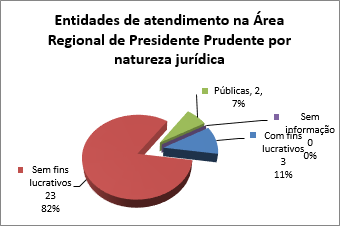 Entidades de atendimento na Área
Regional de Presidente Prudente por
natureza jurídica
Públicas, 2,
7%
Sem
informação
0
0%
Com fins
lucrativos
3
11%
Sem fins
lucrativos
23
82%